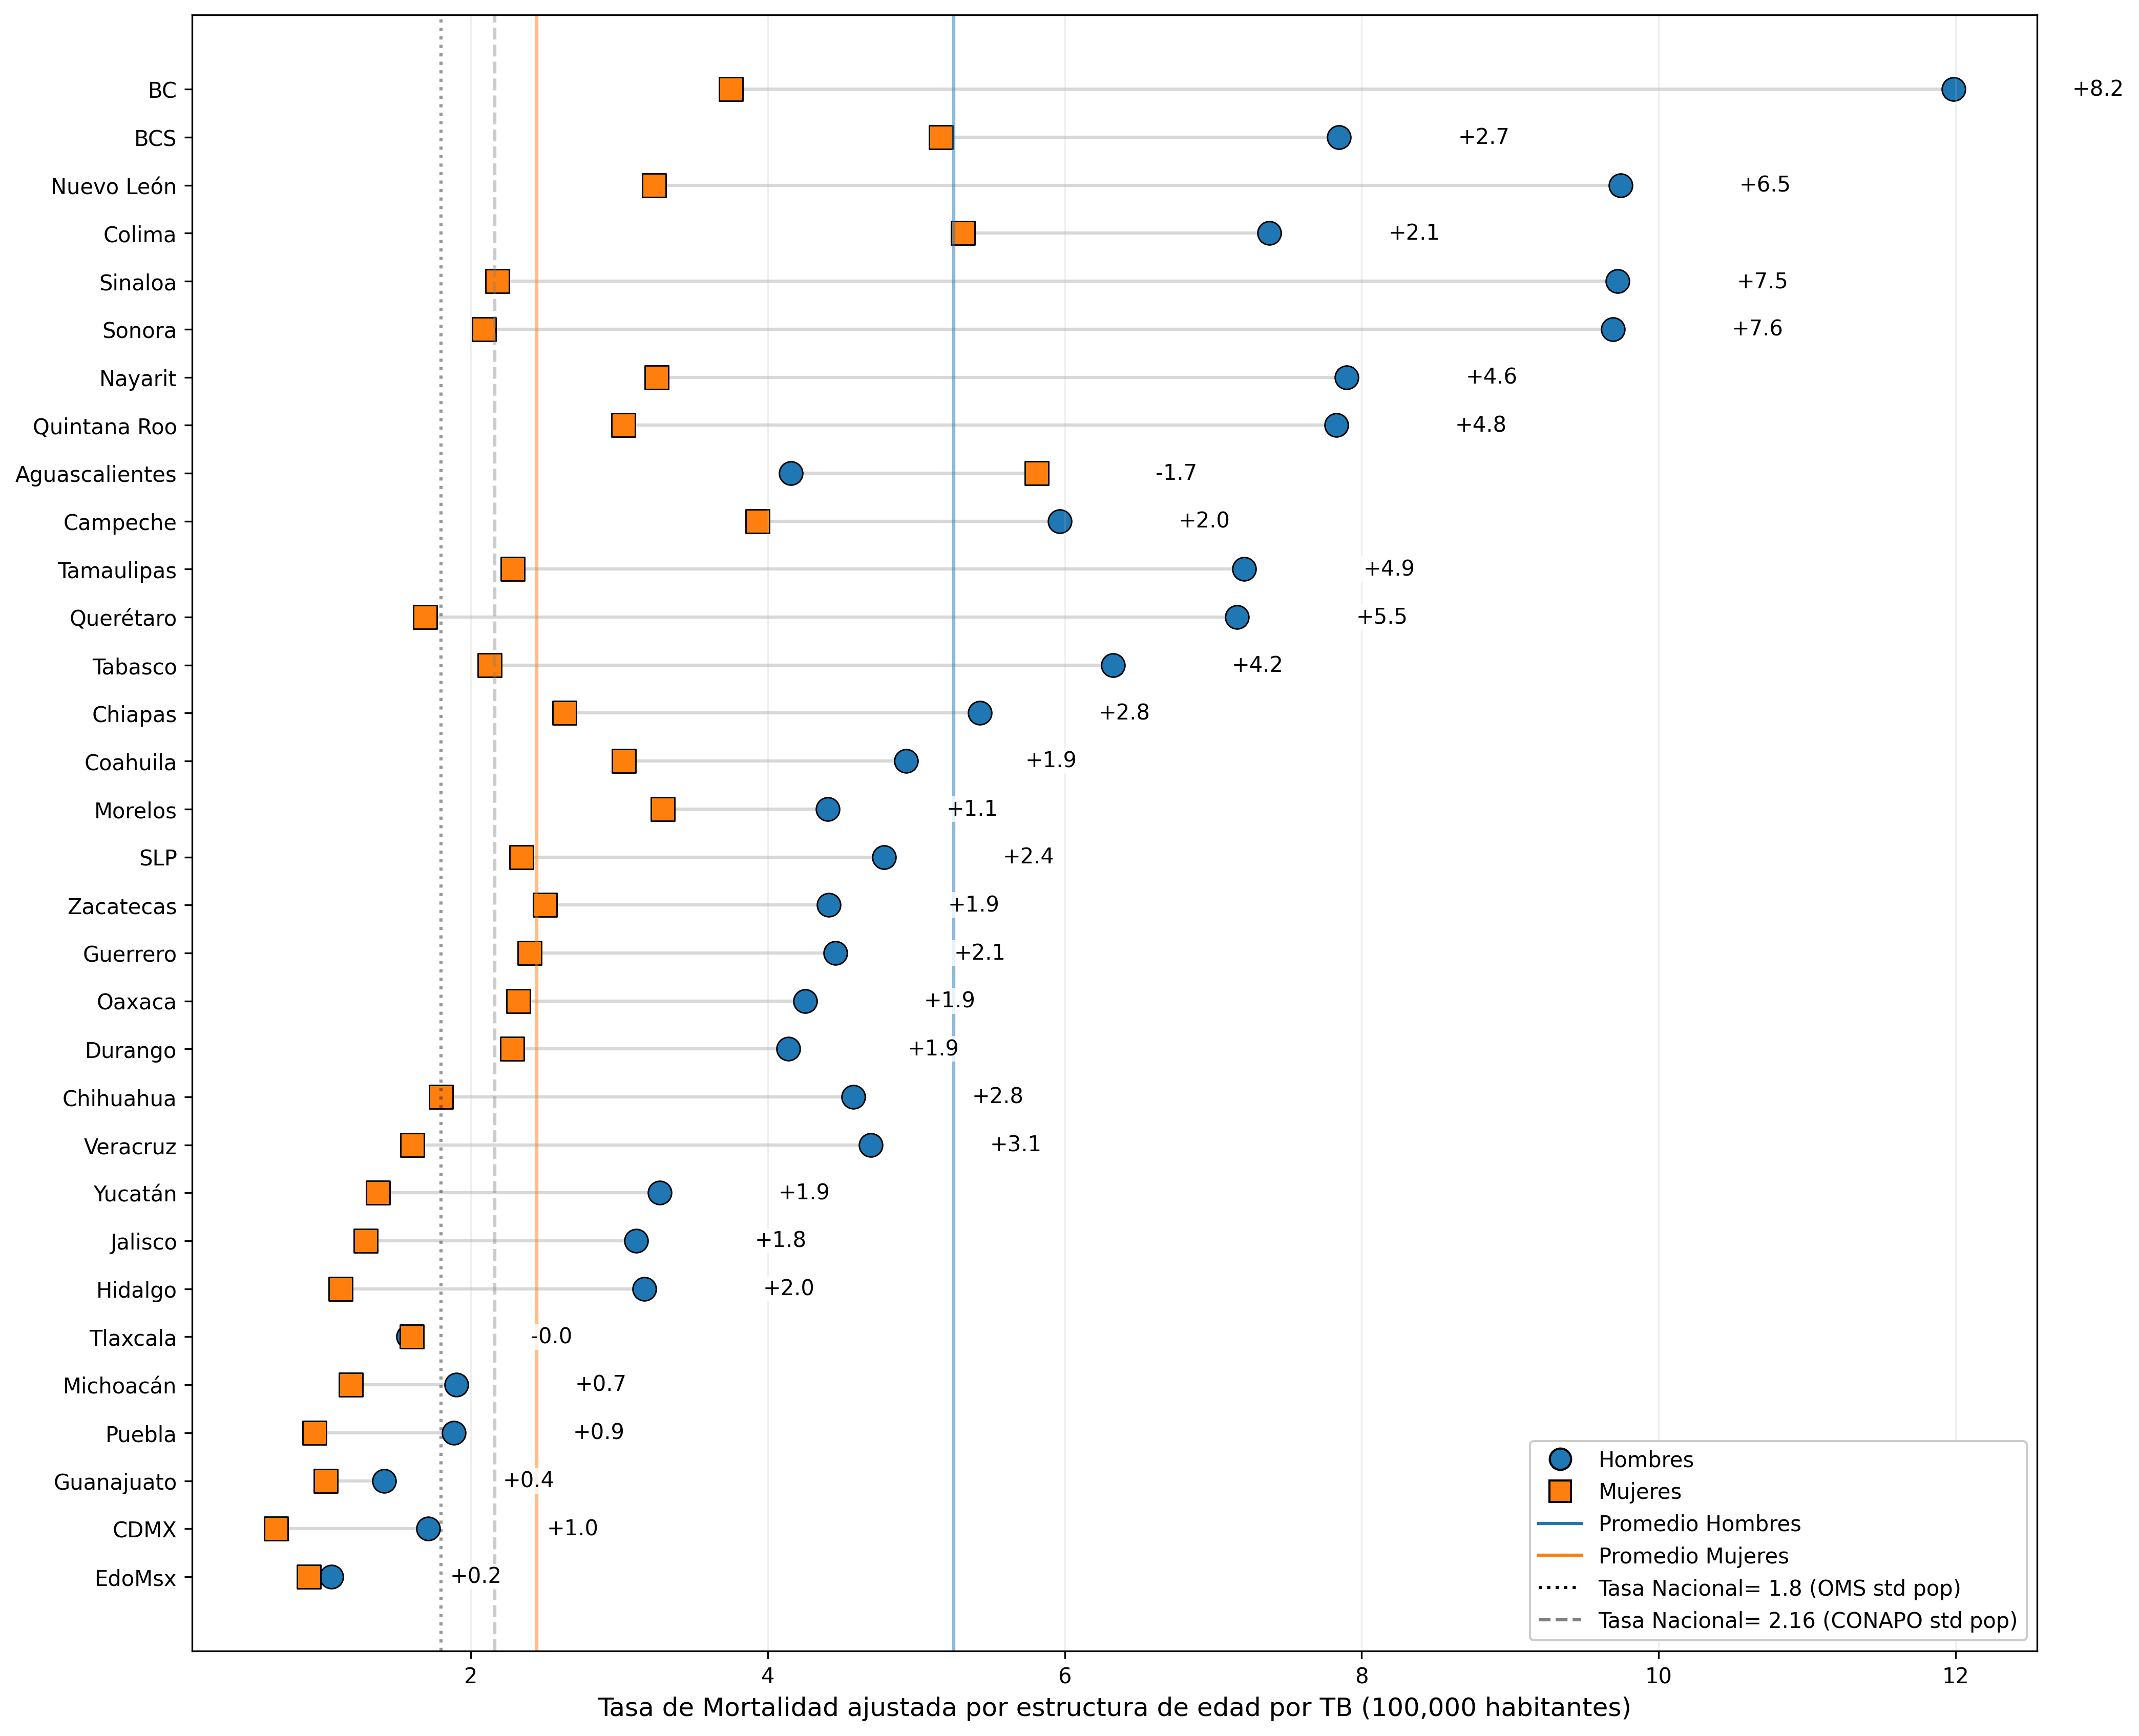 BC +8.2
BCS +2.7
Nuevo León +6.5
Colima +2.1
Sinaloa +7.5
Sonora +7.6
Nayarit +4.6
Quintana Roo +4.8
Aguascalientes -1.7
Campeche +2.0
Tamaulipas +4.9
Querétaro +5.5
Tabasco +4.2
Chiapas +2.8
Coahuila +1.9
Morelos +1.1
SLP +2.4
Zacatecas +1.9
Guerrero +2.1
Oaxaca +1.9
Durango +1.9
Chihuahua +2.8
Veracruz +3.1
Yucatán +1.9
Jalisco +1.8
Hidalgo +2.0
Tlaxcala -0.0
Michoacán +0.7
Puebla +0.9
Guanajuato +0.4
CDMX +1.0
EdoMsx +0.2
Hombres
Mujeres
Promedio Hombres
Promedio Mujeres
Tasa Nacional= 1.8 (OMS std pop)
Tasa Nacional= 2.16 (CONAPO std pop)
2 4 6 8 10 12
Tasa de Mortalidad ajustada por estructura de edad por TB (100,000 habitantes)